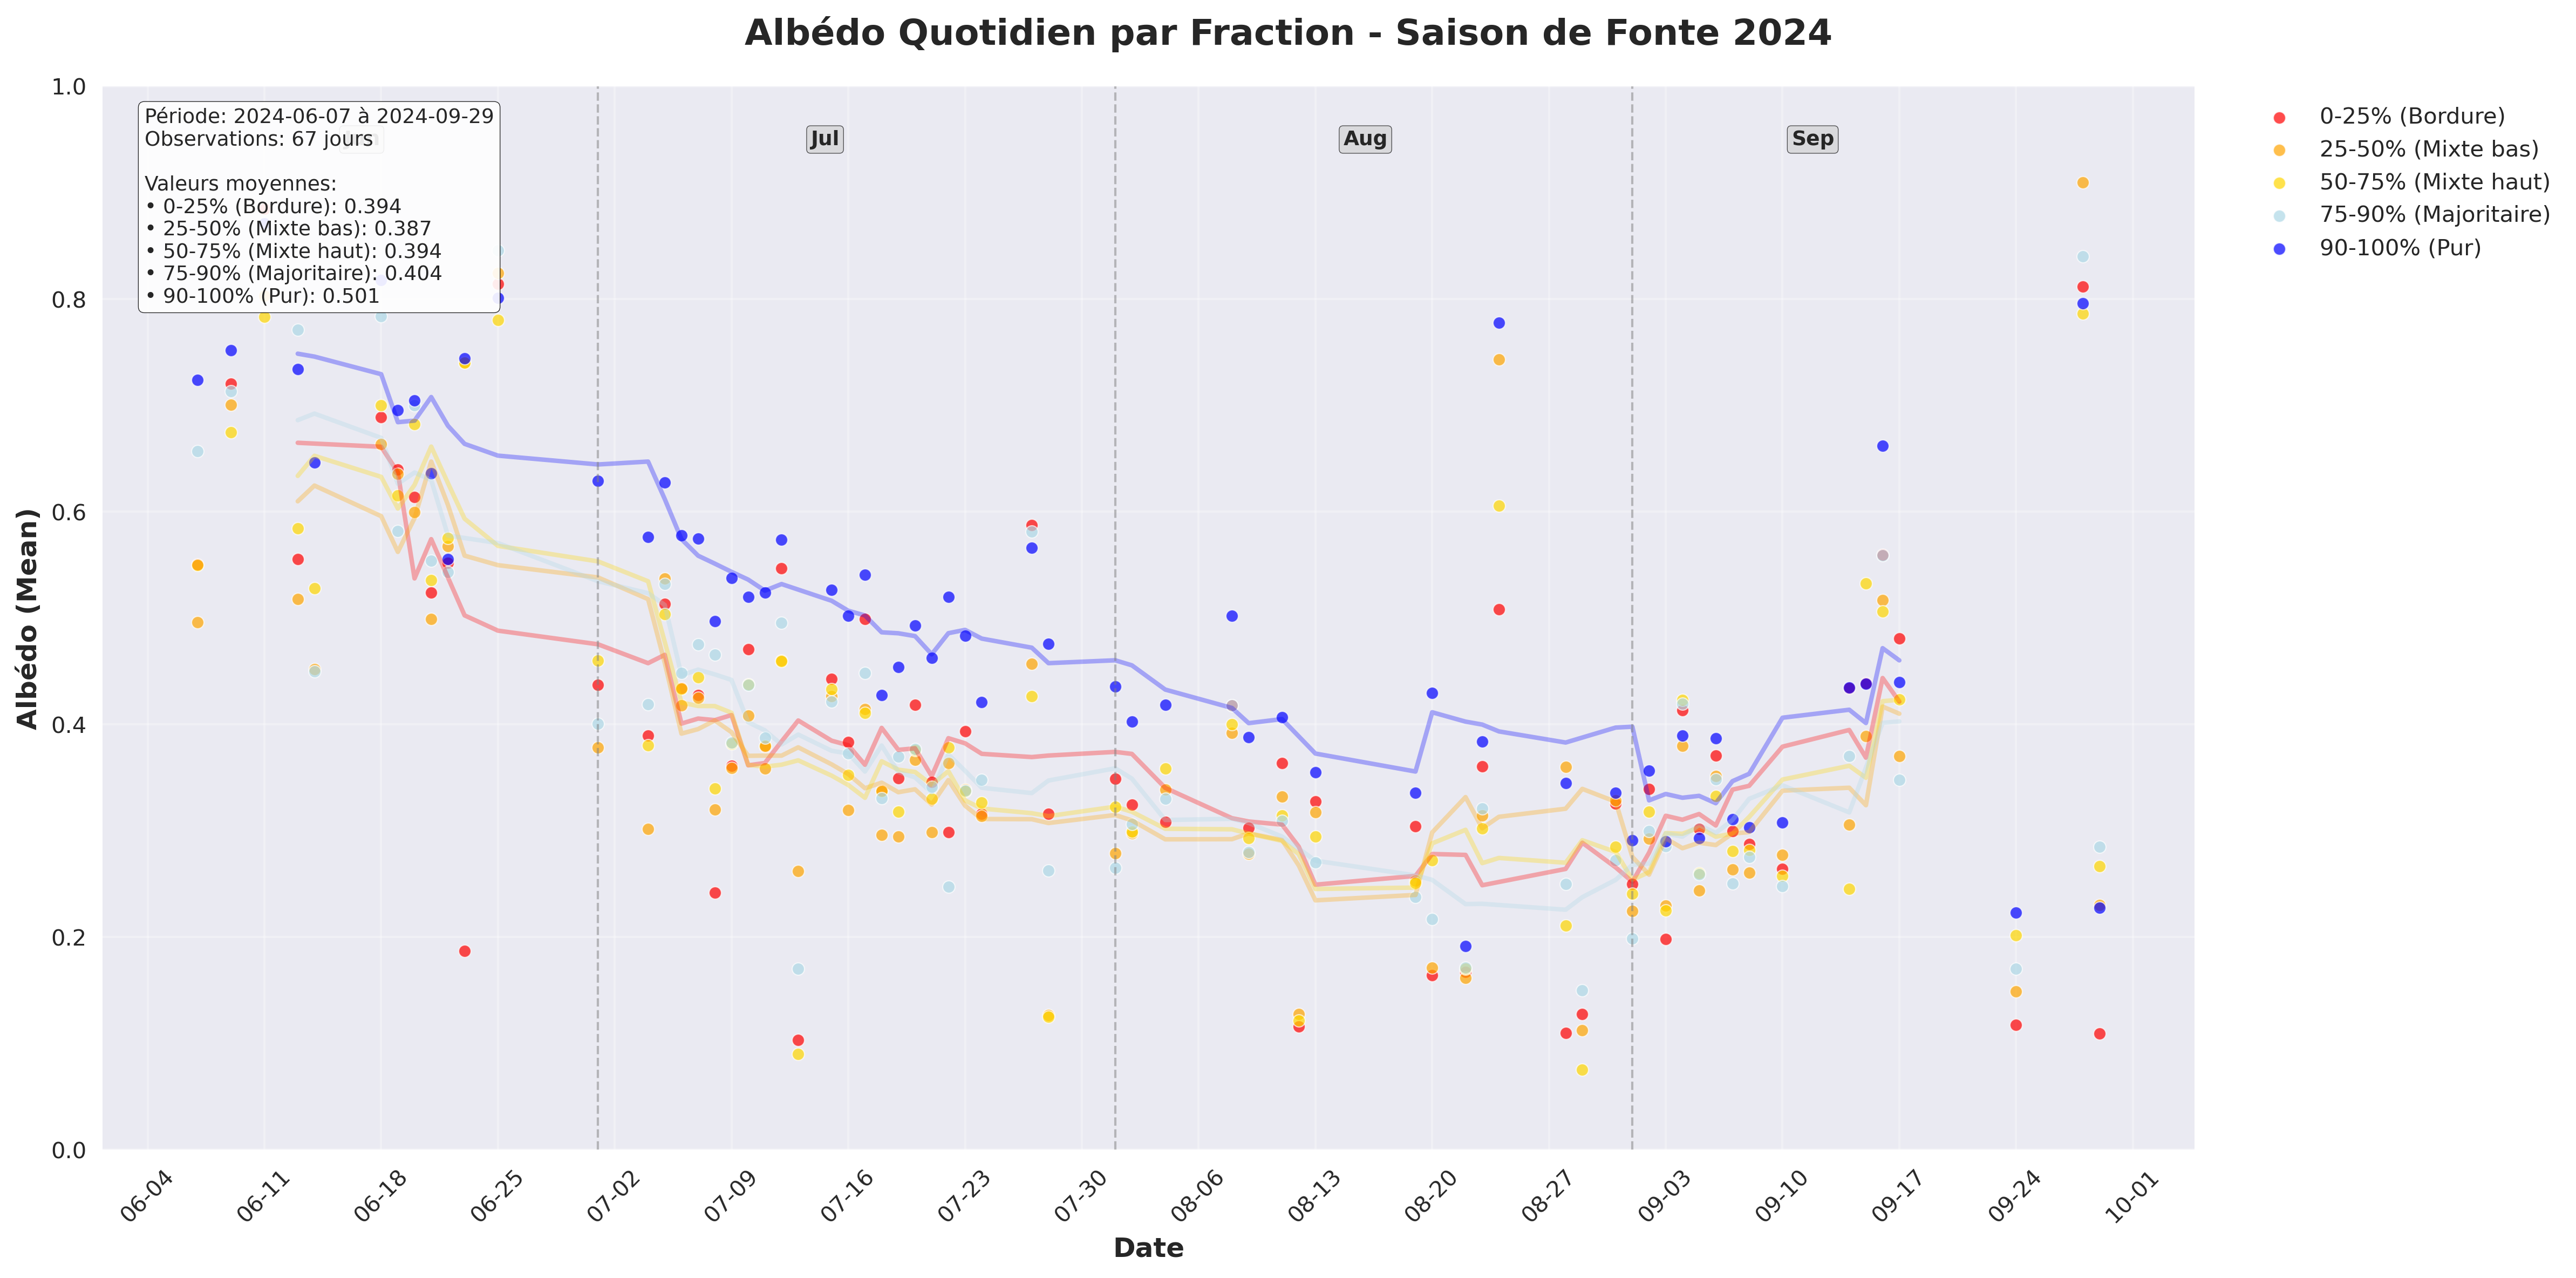 Albédo Quotidien par Fraction - Saison de Fonte 2024
Période: 2024-06-07 à 2024-09-29
Observations: 67 jours
Valeurs moyennes:
• 0-25% (Bordure): 0.394
• 25-50% (Mixte bas): 0.387
• 50-75% (Mixte haut): 0.394
• 75-90% (Majoritaire): 0.404
• 90-100% (Pur): 0.501
Jul
Aug
Sep
0-25% (Bordure)
25-50% (Mixte bas)
50-75% (Mixte haut)
75-90% (Majoritaire)
90-100% (Pur)
Albédo (Mean)
1.0
0.8
0.6
0.4
0.2
0.0
06-04
06-11
06-18
06-25
07-02
07-09
07-16
07-23
07-30
08-06
08-13
08-20
08-27
09-03
09-10
09-17
09-24
10-01
Date